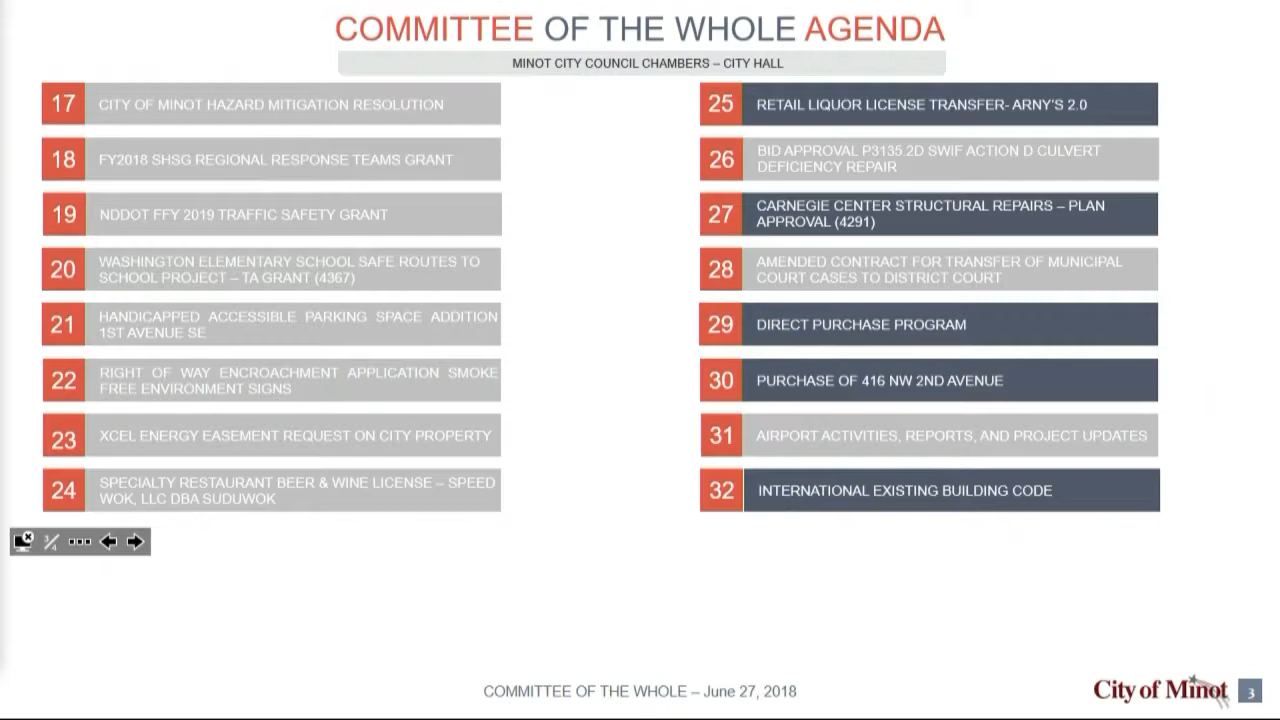 COMMITTEE OF THE WHOLE AGENDA
MINOT CITY COUNCIL CHAMBERS – CITY HALL
17 CITY OF MINOT HAZARD MITIGATION RESOLUTION
18 FY2018 SHSG REGIONAL RESPONSE TEAMS GRANT
19 NDDOT FFY 2019 TRAFFIC SAFETY GRANT
20 WASHINGTON ELEMENTARY SCHOOL SAFE ROUTES TO
SCHOOL PROJECT – TA GRANT (4367)
21 HANDICAPPED ACCESSIBLE PARKING SPACE ADDITION
1ST AVENUE SE
22 RIGHT OF WAY ENCROACHMENT APPLICATION SMOKE
FREE ENVIRONMENT SIGNS
23 XCEL ENERGY EASEMENT REQUEST ON CITY PROPERTY
24 SPECIALTY RESTAURANT BEER & WINE LICENSE – SPEED
WOK, LLC DBA SUDUWOK
25 RETAIL LIQUOR LICENSE TRANSFER- ARNY'S 2.0
26 BID APPROVAL P3135.2D SWIF ACTION D CULVERT
DEFICIENCY REPAIR
27 CARNEGIE CENTER STRUCTURAL REPAIRS – PLAN
APPROVAL (4291)
28 AMENDED CONTRACT FOR TRANSFER OF MUNICIPAL
COURT CASES TO DISTRICT COURT
29 DIRECT PURCHASE PROGRAM
30 PURCHASE OF 416 NW 2ND AVENUE
31 AIRPORT ACTIVITIES, REPORTS, AND PROJECT UPDATES
32 INTERNATIONAL EXISTING BUILDING CODE
3/4
COMMITTEE OF THE WHOLE – June 27, 2018
City of Minot
3